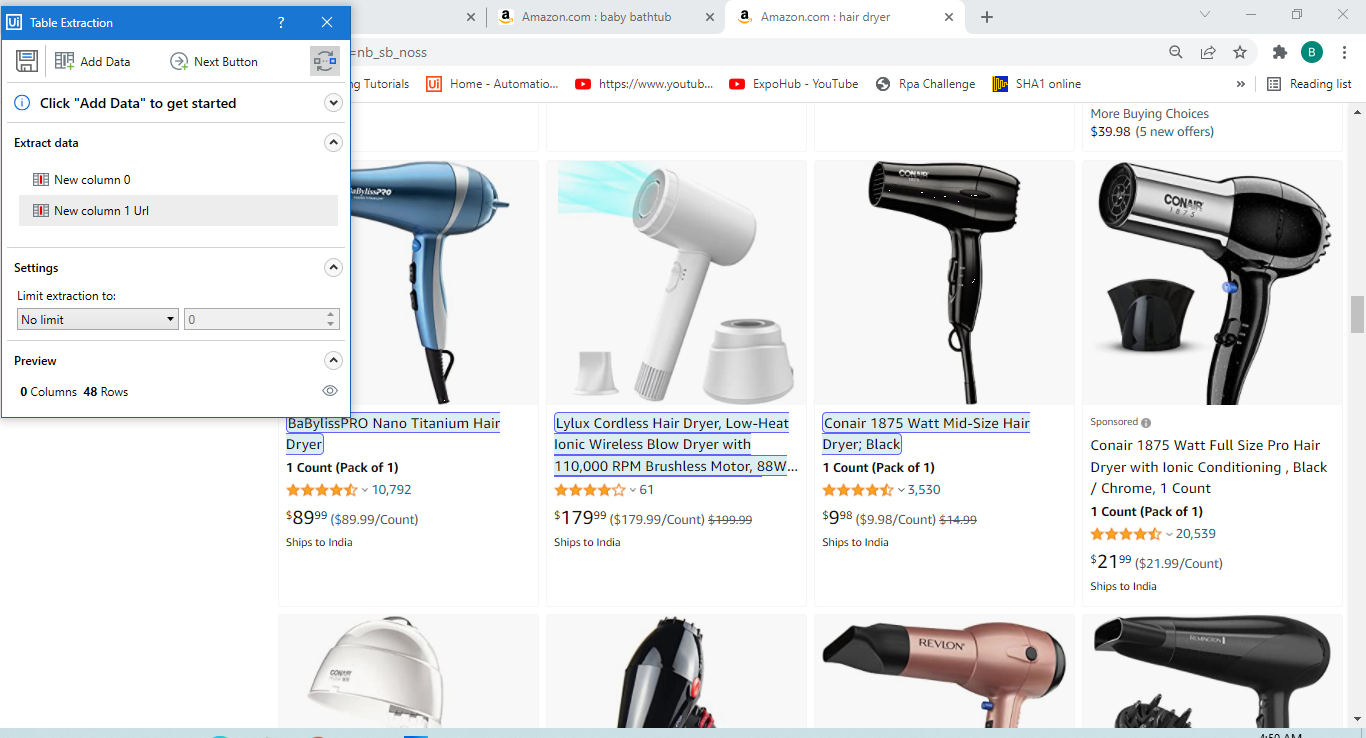 Ui Table Extraction ?
Amazon.com : baby bathtub
Amazon.com : hair dryer
Add Data
Next Button
=nb_sb_noss
B
ng Tutorials
Ui Home - Automatio...
https://www.youtub...
ExpoHub - YouTube
Rpa Challenge
SHA1 online
»
Reading list
Click "Add Data" to get started
Extract data
New column 0
New column 1 Url
Settings
Limit extraction to:
No limit
0
Preview
0 Columns 48 Rows
More Buying Choices
$39.98 (5 new offers)
BaBylissPRO
CONAIR
CONAIR
1875
BaBylissPRO Nano Titanium Hair
Dryer
1 Count (Pack of 1)
10,792
$89.99 ($89.99/Count)
Ships to India
Lylux Cordless Hair Dryer, Low-Heat
Ionic Wireless Blow Dryer with
110,000 RPM Brushless Motor, 88W...
61
$179.99 ($179.99/Count) $199.99
Ships to India
Conair 1875 Watt Mid-Size Hair
Dryer; Black
1 Count (Pack of 1)
3,530
$9.98 ($9.98/Count) $14.99
Ships to India
Sponsored
Conair 1875 Watt Full Size Pro Hair
Dryer with Ionic Conditioning , Black
/ Chrome, 1 Count
1 Count (Pack of 1)
20,539
$21.99 ($21.99/Count)
Ships to India
CONAIR
REVLON
REMINGTON
4:50 AM